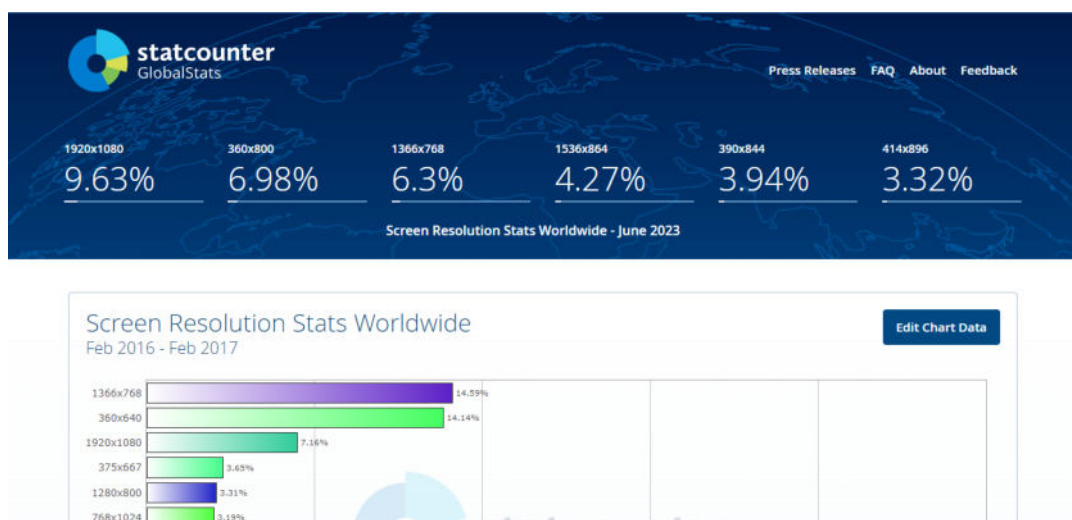 statcounter
GlobalStats
Press Releases FAQ About Feedback
1920x1080 360x800 1366x768 1536x864 390x844 414x896
9.63% 6.98% 6.3% 4.27% 3.94% 3.32%
Screen Resolution Stats Worldwide - June 2023
Screen Resolution Stats Worldwide
Edit Chart Data
Feb 2016 - Feb 2017
1366x768 14.59%
360x640 14.14%
1920x1080 7.16%
375x667 3.65%
1280x800 3.31%
768x1024 3.19%